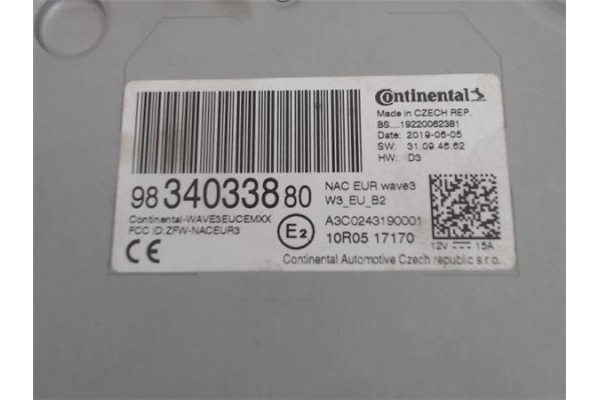 Continental
Made in CZECH REP.
BS....19220062381
Date: 2019-06-05
SW: 31.09.46.62
HW: D3
98 340338 80
NAC EUR wave3
W3_EU_B2
Continental-WAVE3EUCEMXX
FCC ID:ZFW-NACEUR3
CE
E2
A3C0243190001
10R05 17170
12V 15A
Continental Automotive Czech republic s.r.o.